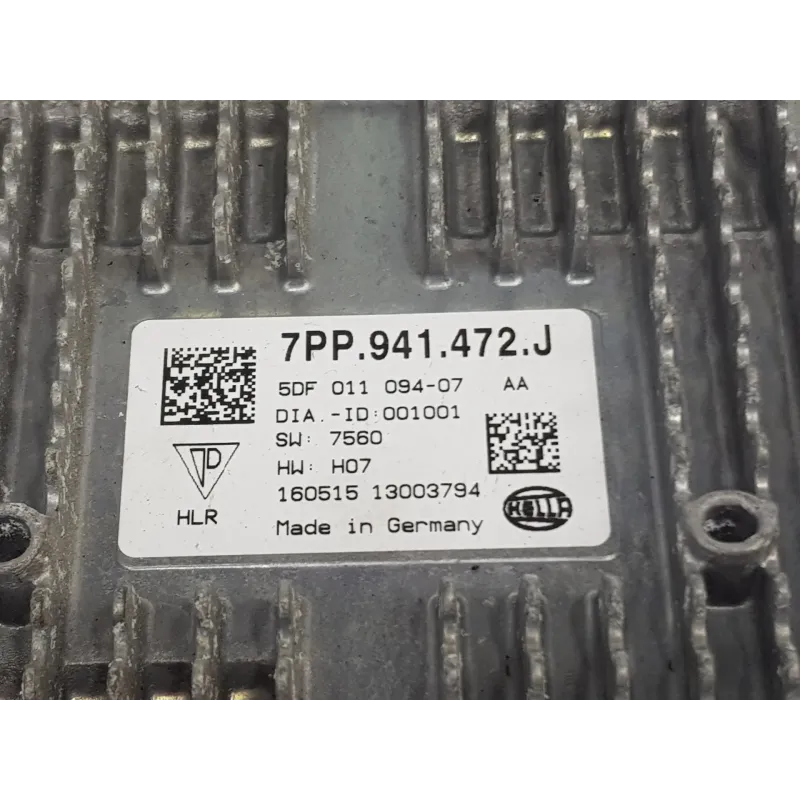 7PP.941.472.J
5DF 011 094-07 AA
DIA.-ID:001001
SW: 7560
HW: H07
160515 13003794
Made in Germany
HLR
HELLA